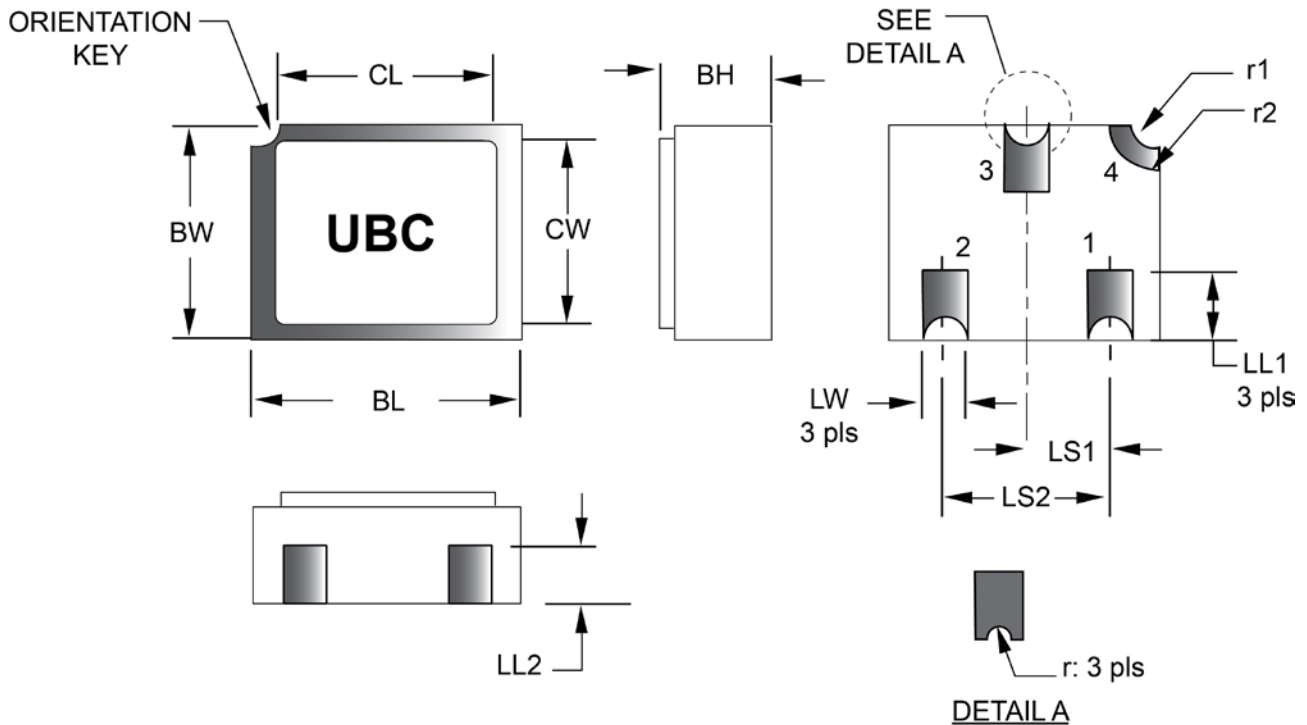 ORIENTATION
KEY
CL
BH
SEE
DETAIL A
r1
r2
BW
UBC
CW
3
4
2
1
BL
LW
3 pls
LL1
3 pls
LS1
LS2
LL2
r: 3 pls
DETAIL A